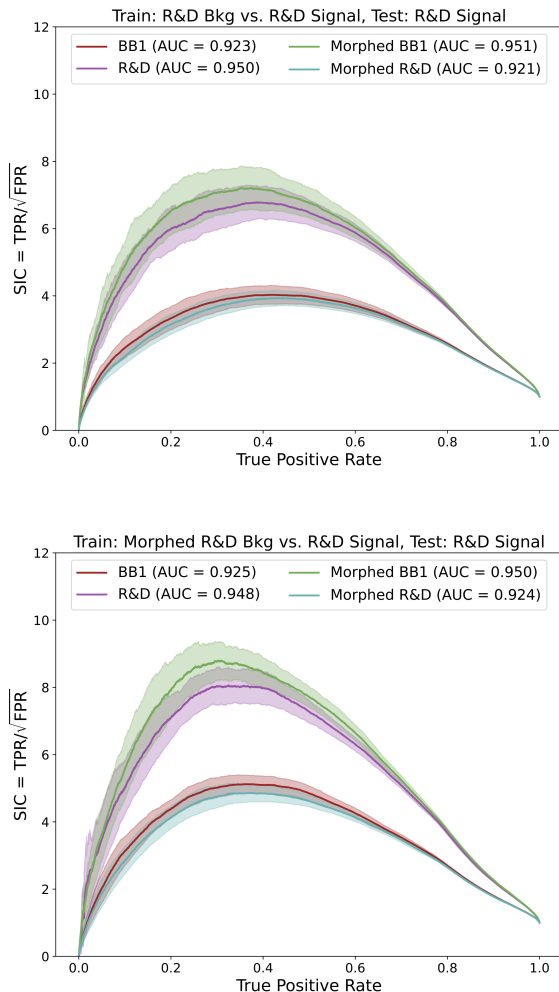 Train: R&D Bkg vs. R&D Signal, Test: R&D Signal
BB1 (AUC = 0.923)
Morphed BB1 (AUC = 0.951)
R&D (AUC = 0.950)
Morphed R&D (AUC = 0.921)
12
10
8
6
4
2
0
SIC = TPR/√FPR
0.0 0.2 0.4 0.6 0.8 1.0
True Positive Rate
Train: Morphed R&D Bkg vs. R&D Signal, Test: R&D Signal
BB1 (AUC = 0.925)
Morphed BB1 (AUC = 0.950)
R&D (AUC = 0.948)
Morphed R&D (AUC = 0.924)
12
10
8
6
4
2
0
SIC = TPR/√FPR
0.0 0.2 0.4 0.6 0.8 1.0
True Positive Rate